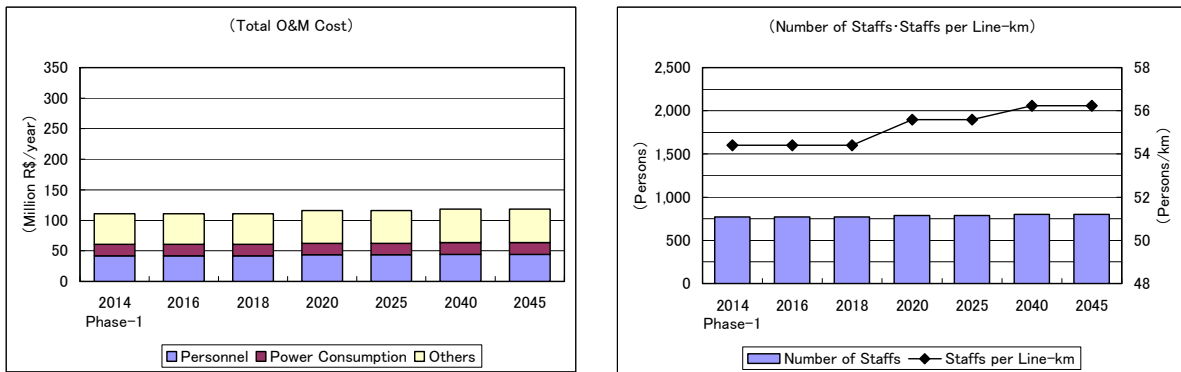 (Total O&M Cost)
350
300
250
200
150
100
50
0
(Million R$/year)
2014 2016 2018 2020 2025 2040 2045
Phase-1
Personnel Power Consumption Others
(Number of Staffs·Staffs per Line-km)
2,500
2,000
1,500
1,000
500
0
(Persons)
58
56
54
52
50
48
(Persons/km)
2014 2016 2018 2020 2025 2040 2045
Phase-1
Number of Staffs Staffs per Line-km